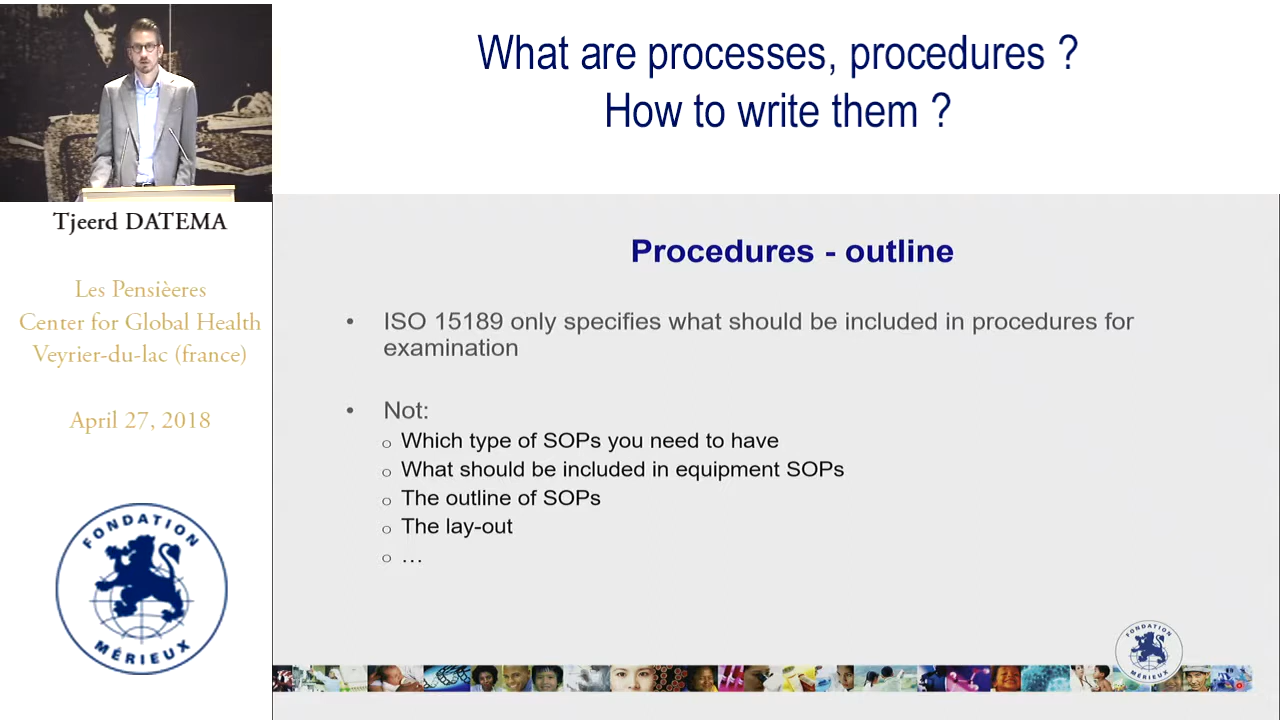 What are processes, procedures ?
How to write them ?
Tjeerd DATEMA
Les Pensièeres
Center for Global Health
Veyrier-du-lac (france)
April 27, 2018
FONDATION
MÉRIEUX
Procedures - outline
• ISO 15189 only specifies what should be included in procedures for
examination
• Not:
o Which type of SOPs you need to have
o What should be included in equipment SOPs
o The outline of SOPs
o The lay-out
o …
FONDATION
MÉRIEUX